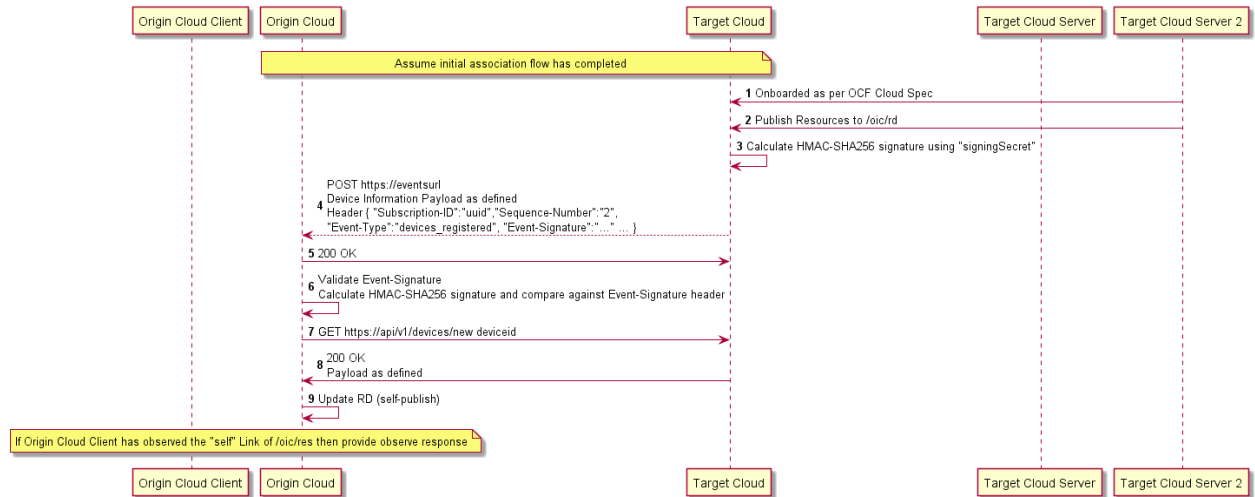 Origin Cloud Client
Origin Cloud
Target Cloud
Target Cloud Server
Target Cloud Server 2
Assume initial association flow has completed
1 Onboarded as per OCF Cloud Spec
2 Publish Resources to /oic/rd
3 Calculate HMAC-SHA256 signature using "signingSecret"
POST https://eventsurl
Device Information Payload as defined
4 Header { "Subscription-ID":"uuid","Sequence-Number":"2",
"Event-Type":"devices_registered", "Event-Signature":"..." ... }
5 200 OK
Validate Event-Signature
6 Calculate HMAC-SHA256 signature and compare against Event-Signature header
7 GET https://api/v1/devices/new deviceid
8 200 OK
Payload as defined
9 Update RD (self-publish)
If Origin Cloud Client has observed the "self" Link of /oic/res then provide observe response
Origin Cloud Client
Origin Cloud
Target Cloud
Target Cloud Server
Target Cloud Server 2